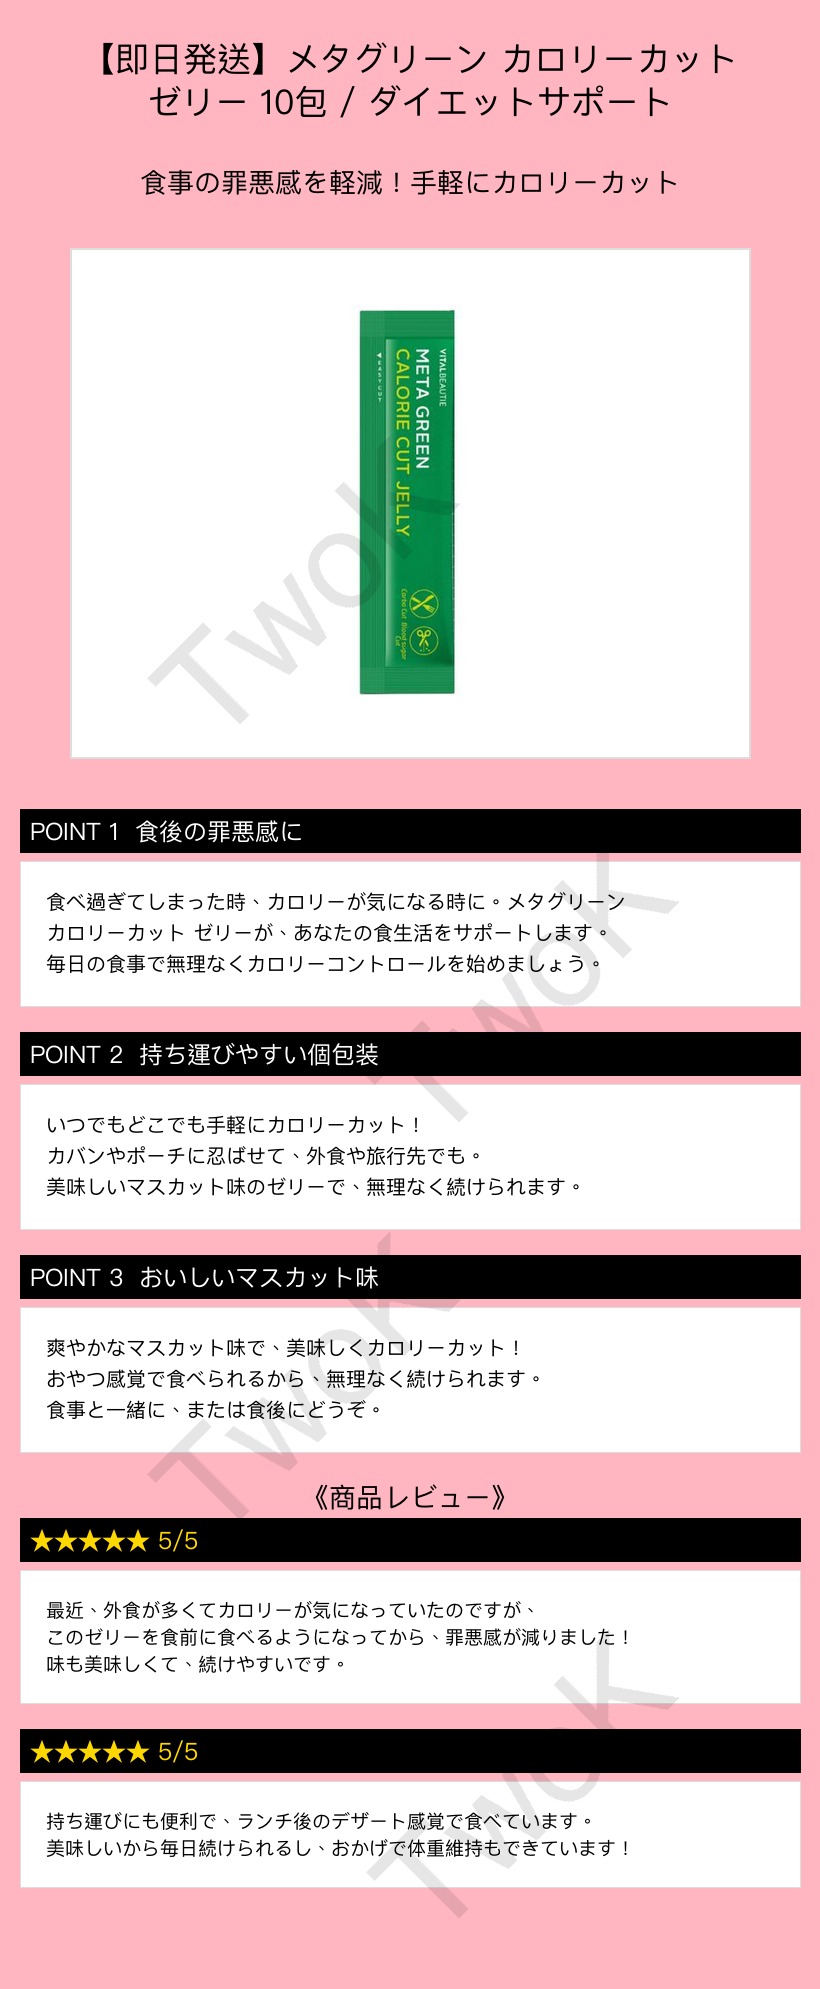 【即日発送】メタグリーン カロリーカット
ゼリー 10包 / ダイエットサポート
食事の罪悪感を軽減！手軽にカロリーカット
VITALBEAUTIE
META GREEN
CALORIE CUT JELLY
Carbo Cut
Blood sugar Cut
TwoK
POINT 1 食後の罪悪感に
食べ過ぎてしまった時、カロリーが気になる時に。メタグリーン
カロリーカット ゼリーが、あなたの食生活をサポートします。
毎日の食事で無理なくカロリーコントロールを始めましょう。
TwoK
POINT 2 持ち運びやすい個包装
いつでもどこでも手軽にカロリーカット！
カバンやポーチに忍ばせて、外食や旅行先でも。
美味しいマスカット味のゼリーで、無理なく続けられます。
POINT 3 おいしいマスカット味
爽やかなマスカット味で、美味しくカロリーカット！
おやつ感覚で食べられるから、無理なく続けられます。
食事と一緒に、または食後にどうぞ。
TwoK
《商品レビュー》
★★★★★ 5/5
最近、外食が多くてカロリーが気になっていたのですが、
このゼリーを食前に食べるようになってから、罪悪感が減りました！
味も美味しくて、続けやすいです。
★★★★★ 5/5
持ち運びにも便利で、ランチ後のデザート感覚で食べています。
美味しいから毎日続けられるし、おかげで体重維持もできています！
TwoK